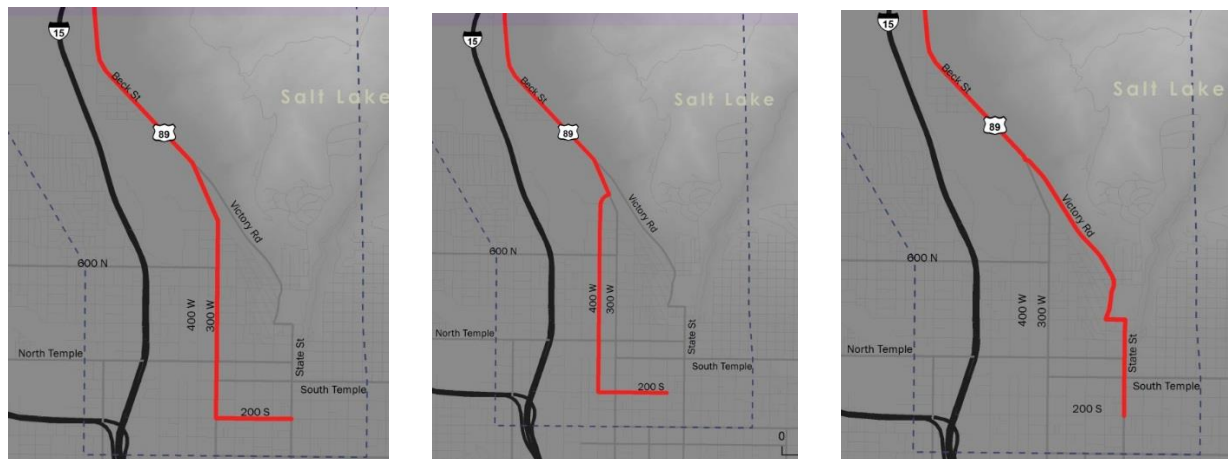 15
Beck St
Salt Lake
89
Victory Rd
600 N
400 W
300 W
North Temple
State St
South Temple
200 S
15
Beck St
Salt Lake
89
Victory Rd
600 N
400 W
300 W
North Temple
State St
South Temple
200 S
0
15
Beck St
Salt Lake
89
Victory Rd
600 N
400 W
300 W
North Temple
State St
South Temple
200 S